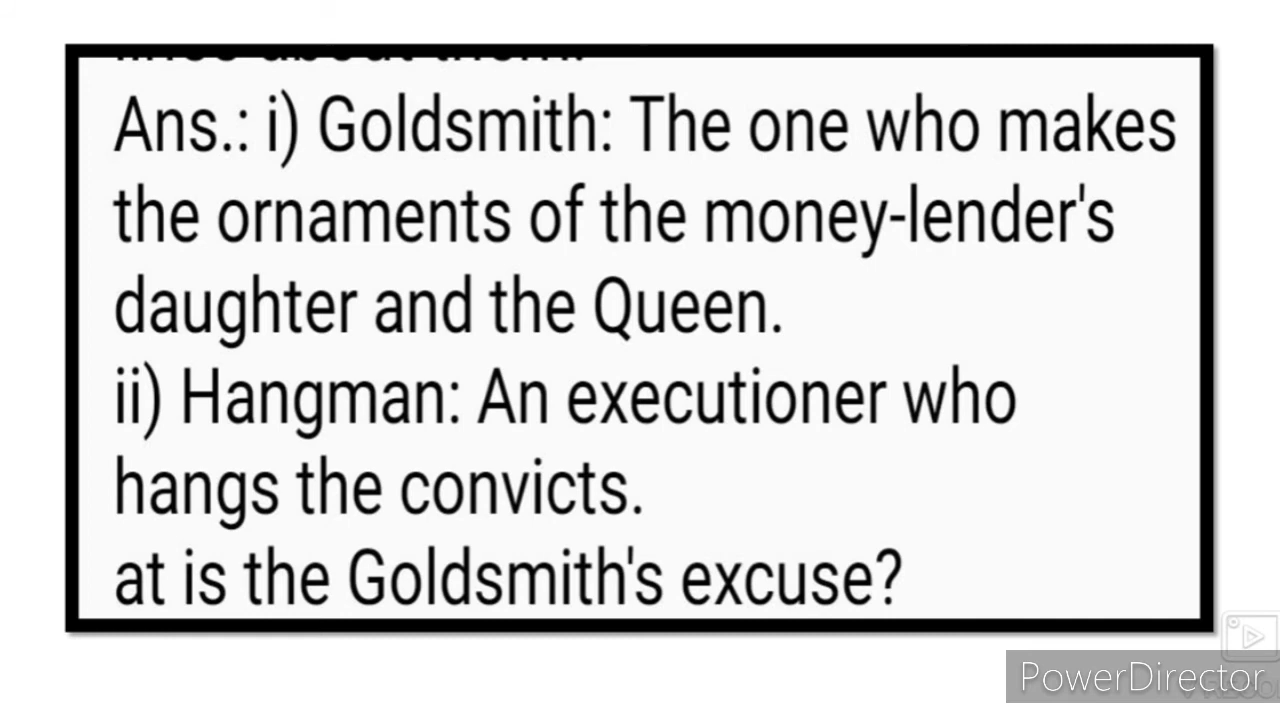 Ans.: i) Goldsmith: The one who makes
the ornaments of the money-lender's
daughter and the Queen.
ii) Hangman: An executioner who
hangs the convicts.
at is the Goldsmith's excuse?
PowerDirector